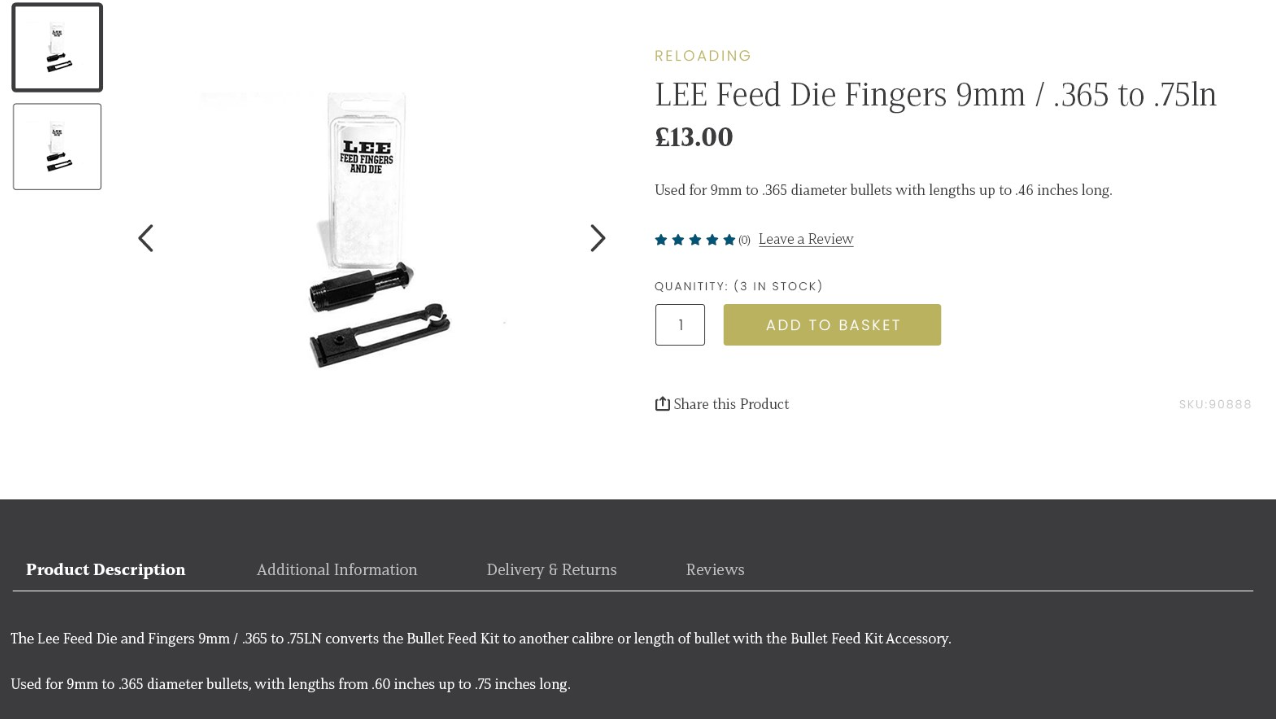 RELOADING
LEE Feed Die Fingers 9mm / .365 to .75ln
£13.00
Used for 9mm to .365 diameter bullets with lengths up to .46 inches long.
(0) Leave a Review
QUANITITY: (3 IN STOCK)
1 ADD TO BASKET
Share this Product
SKU:90888
LEE
FEED FINGERS
AND DIE
Product Description Additional Information Delivery & Returns Reviews
The Lee Feed Die and Fingers 9mm / .365 to .75LN converts the Bullet Feed Kit to another calibre or length of bullet with the Bullet Feed Kit Accessory.
Used for 9mm to .365 diameter bullets, with lengths from .60 inches up to .75 inches long.